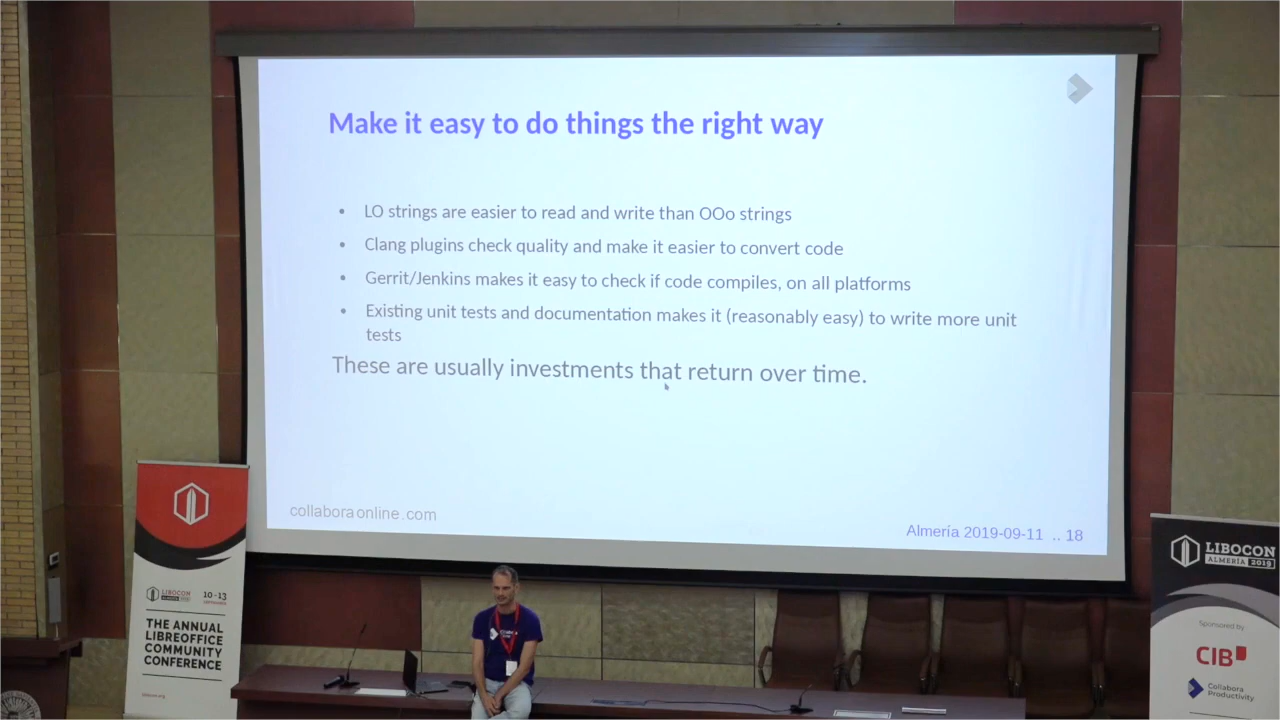 Make it easy to do things the right way
• LO strings are easier to read and write than OOo strings
• Clang plugins check quality and make it easier to convert code
• Gerrit/Jenkins makes it easy to check if code compiles, on all platforms
• Existing unit tests and documentation makes it (reasonably easy) to write more unit
tests
These are usually investments that return over time.
collaboraonline.com
Almería 2019-09-11 .. 18
LIBOCON
10-13
THE ANNUAL
LIBREOFFICE
COMMUNITY
CONFERENCE
LIBOCON
ALMERÍA 2019
Sponsored by
CIB
Collabora
Productivity